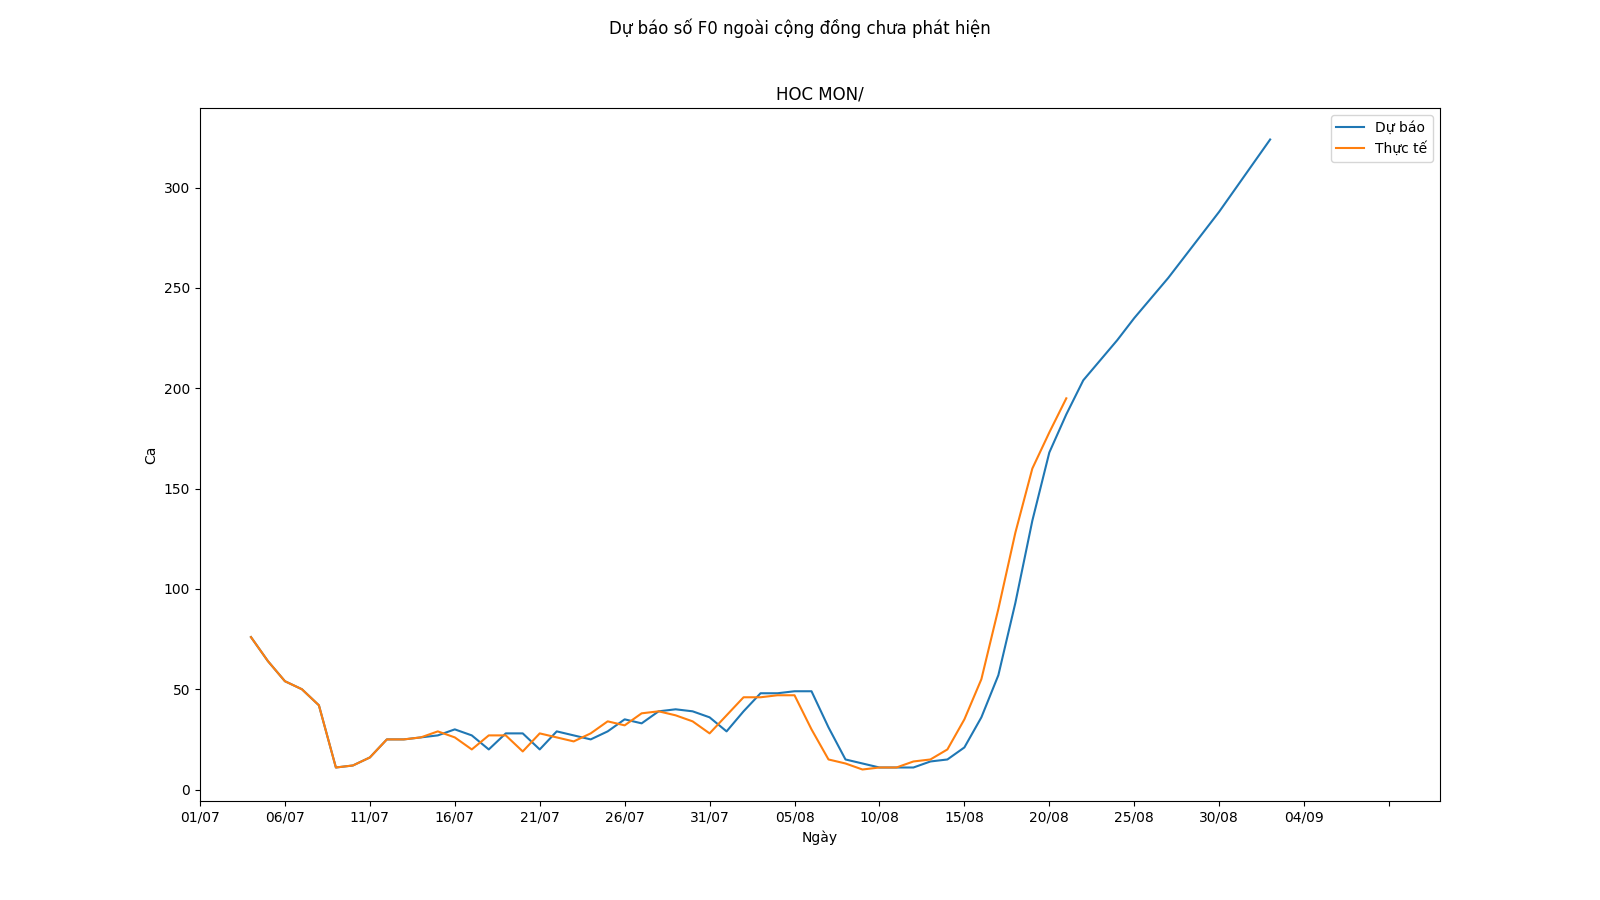 Dự báo số F0 ngoài cộng đồng chưa phát hiện
HOC MON/
Dự báo
Thực tế
300
250
200
150
100
50
0
Ca
01/07 06/07 11/07 16/07 21/07 26/07 31/07 05/08 10/08 15/08 20/08 25/08 30/08 04/09
Ngày